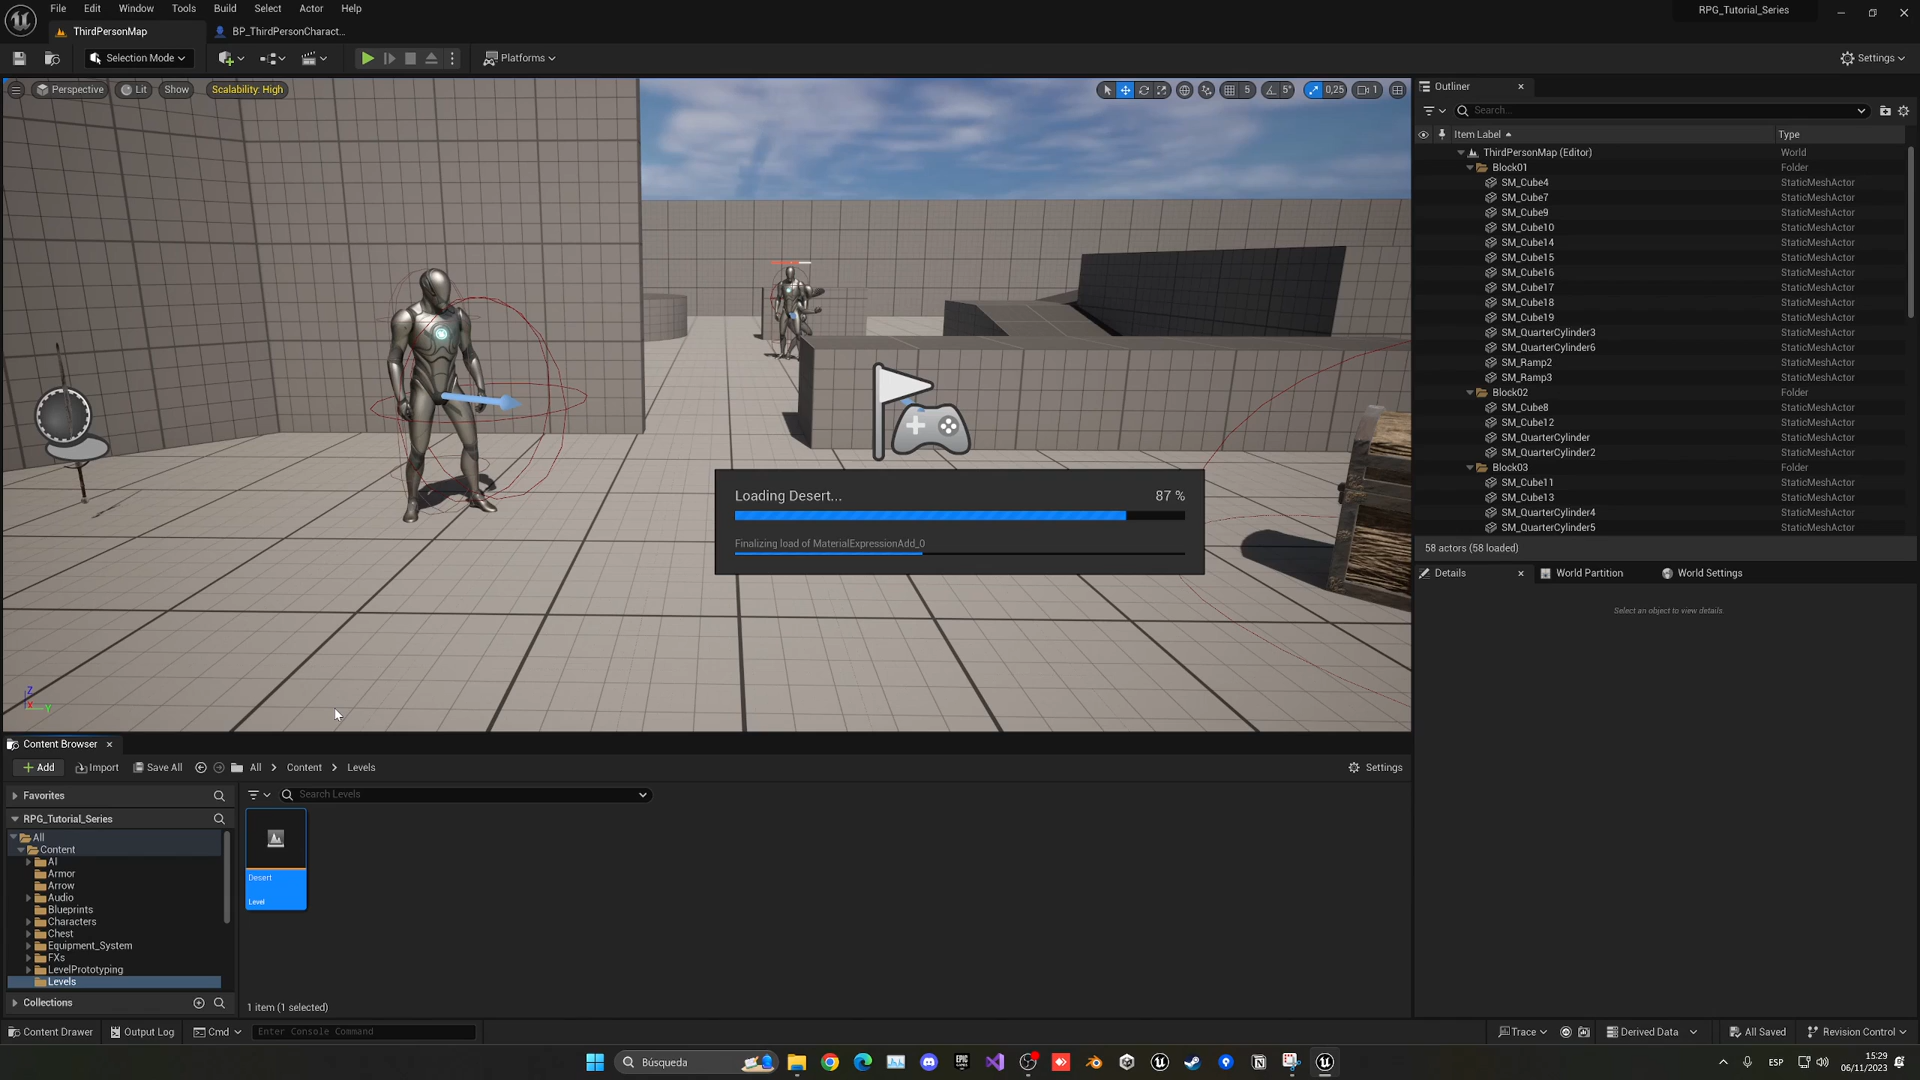 File Edit Window Tools Build Select Actor Help
RPG_Tutorial_Series
ThirdPersonMap
BP_ThirdPersonCharact...
Selection Mode
Platforms
Settings
Perspective
Lit
Show
Scalability: High
5
5°
0,25
1
Outliner
Search...
Item Label
Type
ThirdPersonMap (Editor) World
Block01 Folder
SM_Cube4 StaticMeshActor
SM_Cube7 StaticMeshActor
SM_Cube9 StaticMeshActor
SM_Cube10 StaticMeshActor
SM_Cube14 StaticMeshActor
SM_Cube15 StaticMeshActor
SM_Cube16 StaticMeshActor
SM_Cube17 StaticMeshActor
SM_Cube18 StaticMeshActor
SM_Cube19 StaticMeshActor
SM_QuarterCylinder3 StaticMeshActor
SM_QuarterCylinder6 StaticMeshActor
SM_Ramp2 StaticMeshActor
SM_Ramp3 StaticMeshActor
Block02 Folder
SM_Cube8 StaticMeshActor
SM_Cube12 StaticMeshActor
SM_QuarterCylinder StaticMeshActor
SM_QuarterCylinder2 StaticMeshActor
Block03 Folder
SM_Cube11 StaticMeshActor
SM_Cube13 StaticMeshActor
SM_QuarterCylinder4 StaticMeshActor
SM_QuarterCylinder5 StaticMeshActor
58 actors (58 loaded)
Details
World Partition
World Settings
Select an object to view details.
Loading Desert... 87 %
Finalizing load of MaterialExpressionAdd_0
Z
X
Y
Content Browser
Add
Import
Save All
All > Content > Levels
Settings
Favorites
Search Levels
RPG_Tutorial_Series
All
Content
AI
Armor
Arrow
Audio
Blueprints
Characters
Chest
Equipment_System
FXs
LevelPrototyping
Levels
Desert
Level
Collections
1 item (1 selected)
Content Drawer
Output Log
Cmd
Enter Console Command
Trace
Derived Data
All Saved
Revision Control
Búsqueda
EPIC GAMES
ESP
15:29
06/11/2023